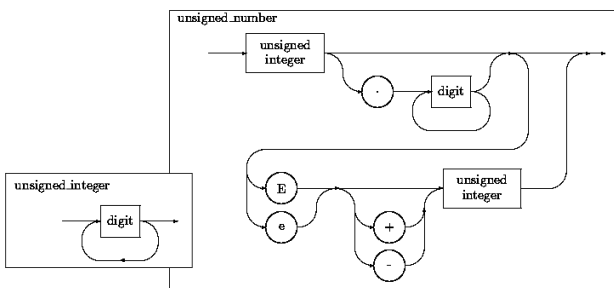 unsigned_number
unsigned
integer
.
digit
unsigned_integer
digit
E
e
+
-
unsigned
integer